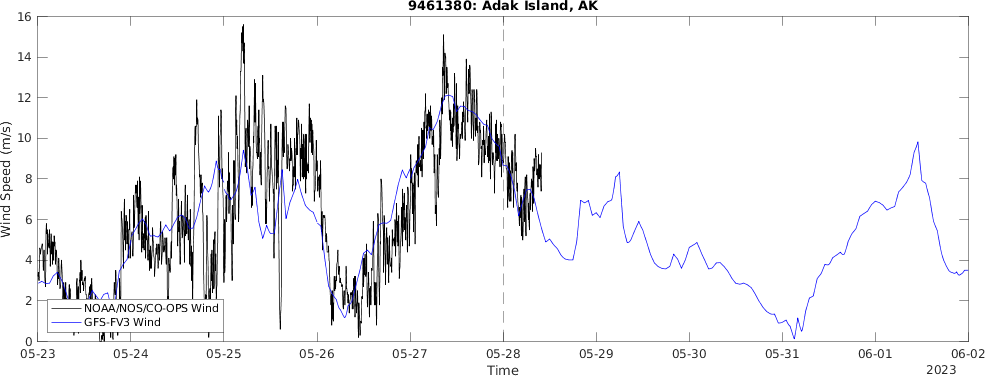 9461380: Adak Island, AK
Wind Speed (m/s)
16
14
12
10
8
6
4
2
0
NOAA/NOS/CO-OPS Wind
GFS-FV3 Wind
05-23 05-24 05-25 05-26 05-27 05-28 05-29 05-30 05-31 06-01 06-02
Time
2023